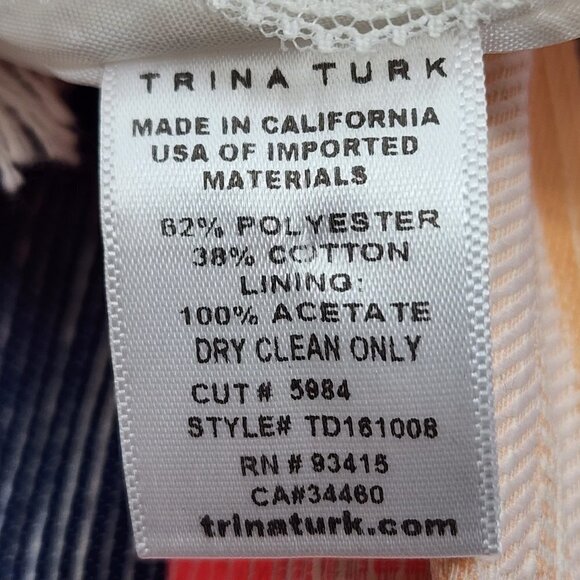 TRINA TURK
MADE IN CALIFORNIA
USA OF IMPORTED
MATERIALS
62% POLYESTER
38% COTTON
LINING:
100% ACETATE
DRY CLEAN ONLY
CUT# 5984
STYLE# TD161008
RN # 93415
CA#34460
trinaturk.com